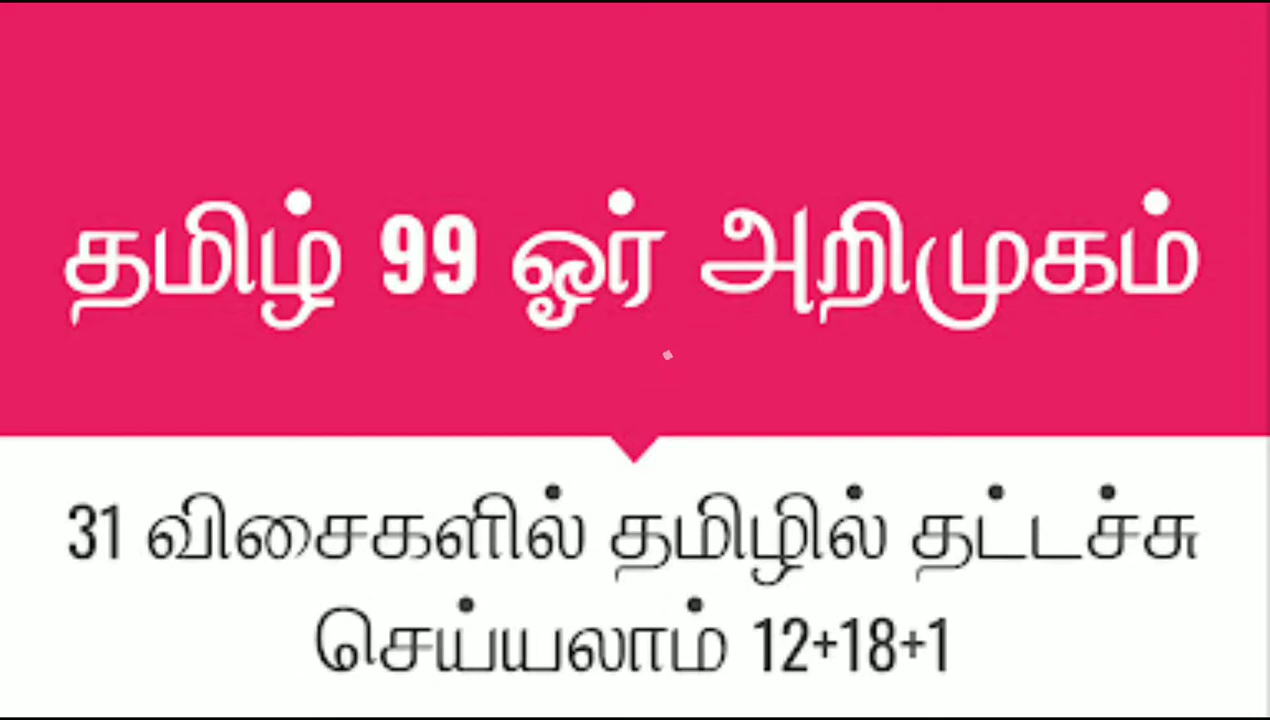 தமிழ் 99 ஓர் அறிமுகம்
31 விசைகளில் தமிழில் தட்டச்சு
செய்யலாம் 12+18+1